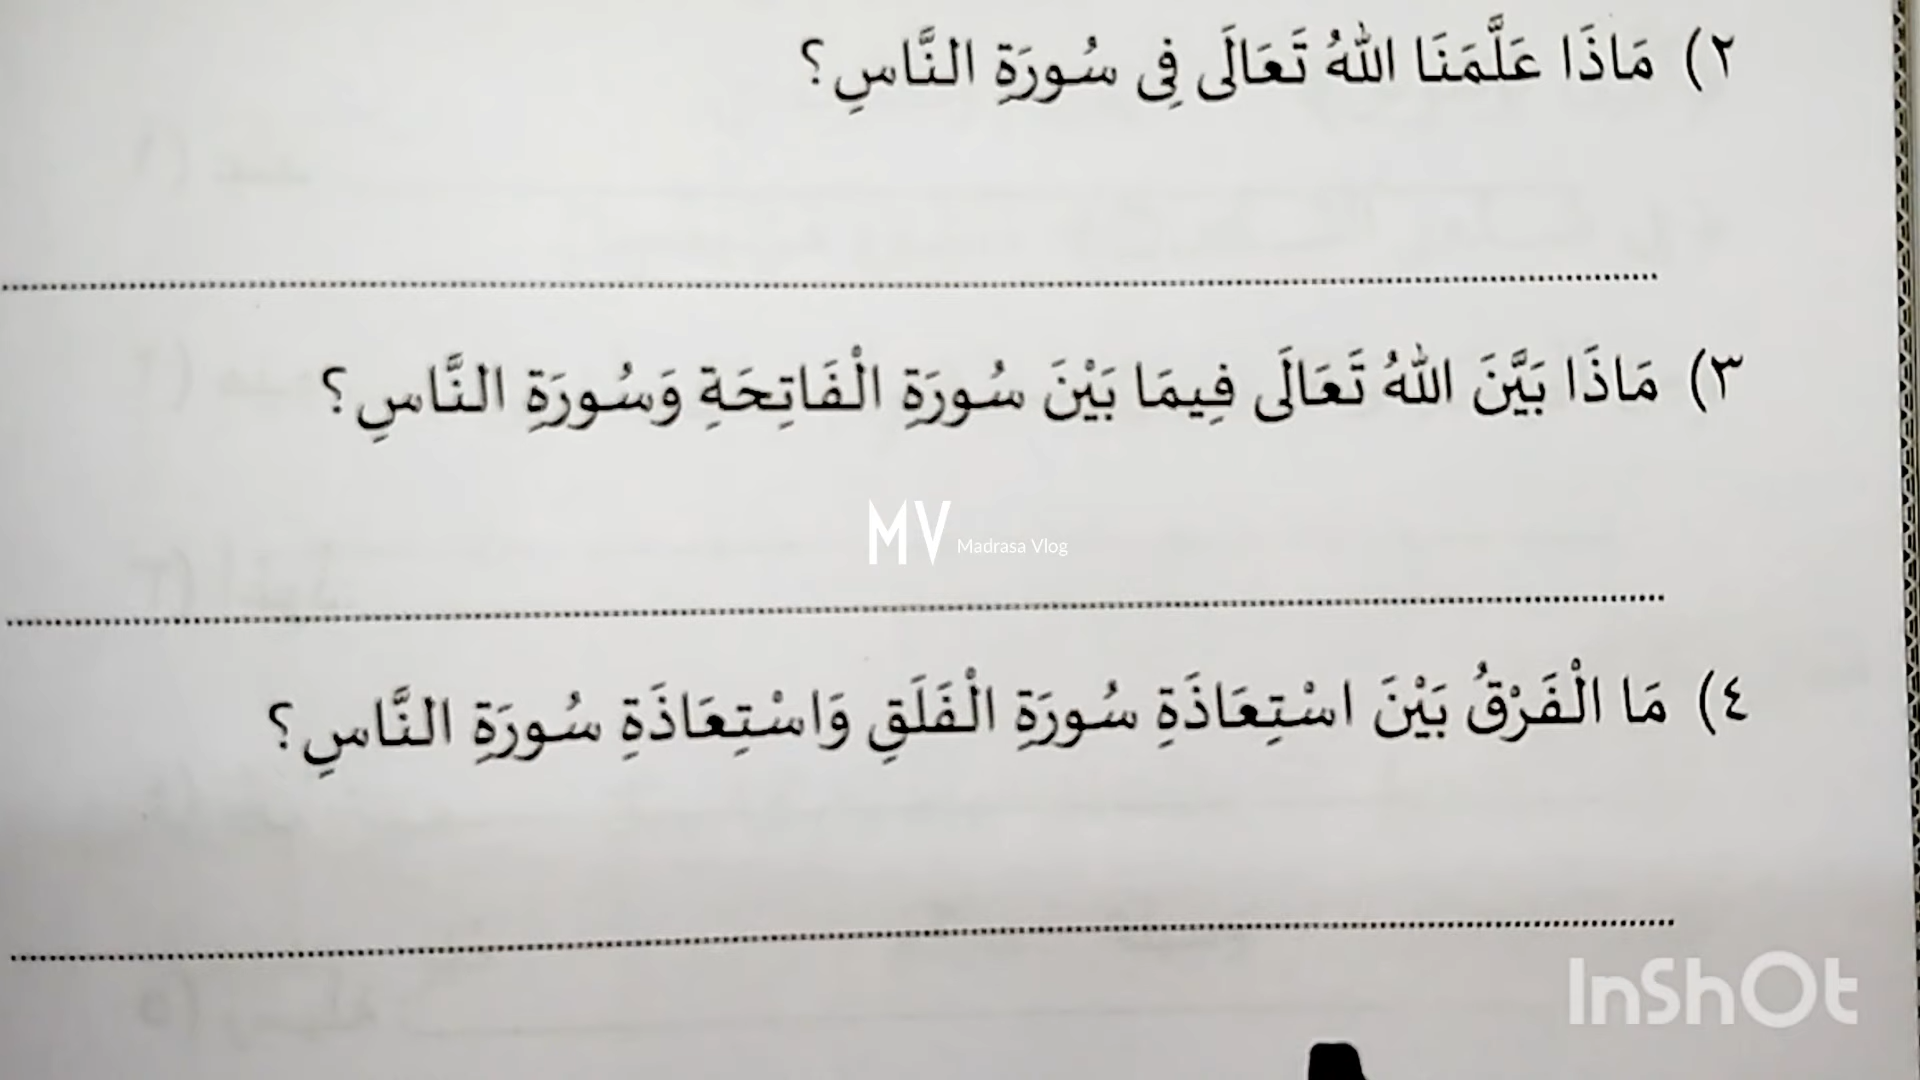 ٢) مَاذَا عَلَّمَنَا اللهُ تَعَالَى فِى سُورَةِ النَّاسِ؟
٣) مَاذَا بَيَّنَ اللهُ تَعَالَى فِيمَا بَيْنَ سُورَةِ الْفَاتِحَةِ وَسُورَةِ النَّاسِ؟
MV Madrasa Vlog
٤) مَا الْفَرْقُ بَيْنَ اسْتِعَاذَةِ سُورَةِ الْفَلَقِ وَاسْتِعَاذَةِ سُورَةِ النَّاسِ؟
InShOt